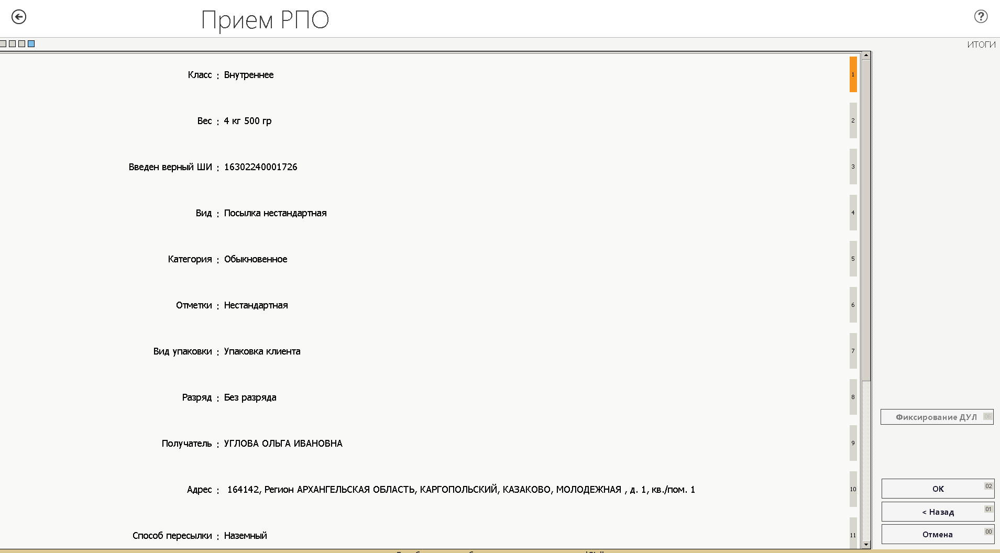 Прием РПО
ИТОГИ
Класс : Внутреннее 1
Вес : 4 кг 500 гр 2
Введен верный ШИ : 16302240001726 3
Вид : Посылка нестандартная 4
Категория : Обыкновенное 5
Отметки : Нестандартная 6
Вид упаковки : Упаковка клиента 7
Разряд : Без разряда 8
Фиксирование ДУЛ 06
Получатель : УГЛОВА ОЛЬГА ИВАНОВНА 9
Адрес : 164142, Регион АРХАНГЕЛЬСКАЯ ОБЛАСТЬ, КАРГОПОЛЬСКИЙ, КАЗАКОВО, МОЛОДЕЖНАЯ , д. 1, кв./пом. 1 10
ОК 02
< Назад 01
Способ пересылки : Наземный 11
Отмена 00